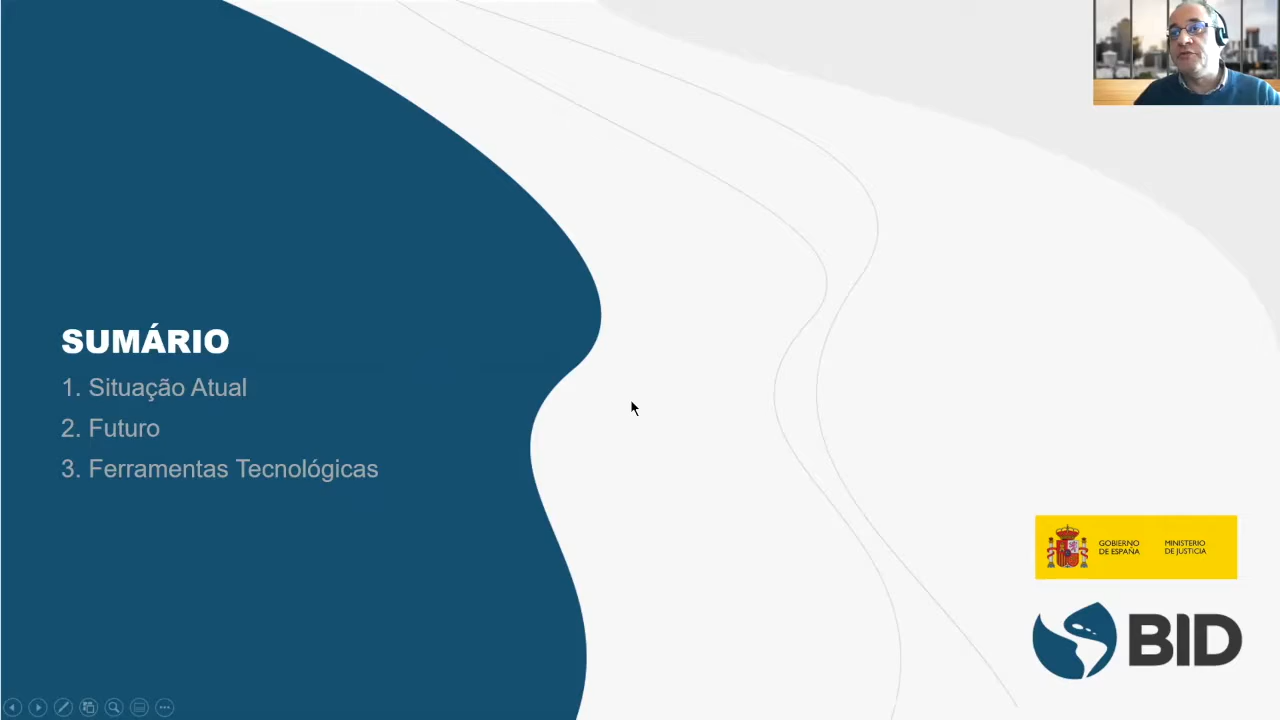 SUMÁRIO
1. Situação Atual
2. Futuro
3. Ferramentas Tecnológicas
GOBIERNO
DE ESPAÑA
MINISTERIO
DE JUSTICIA
BID